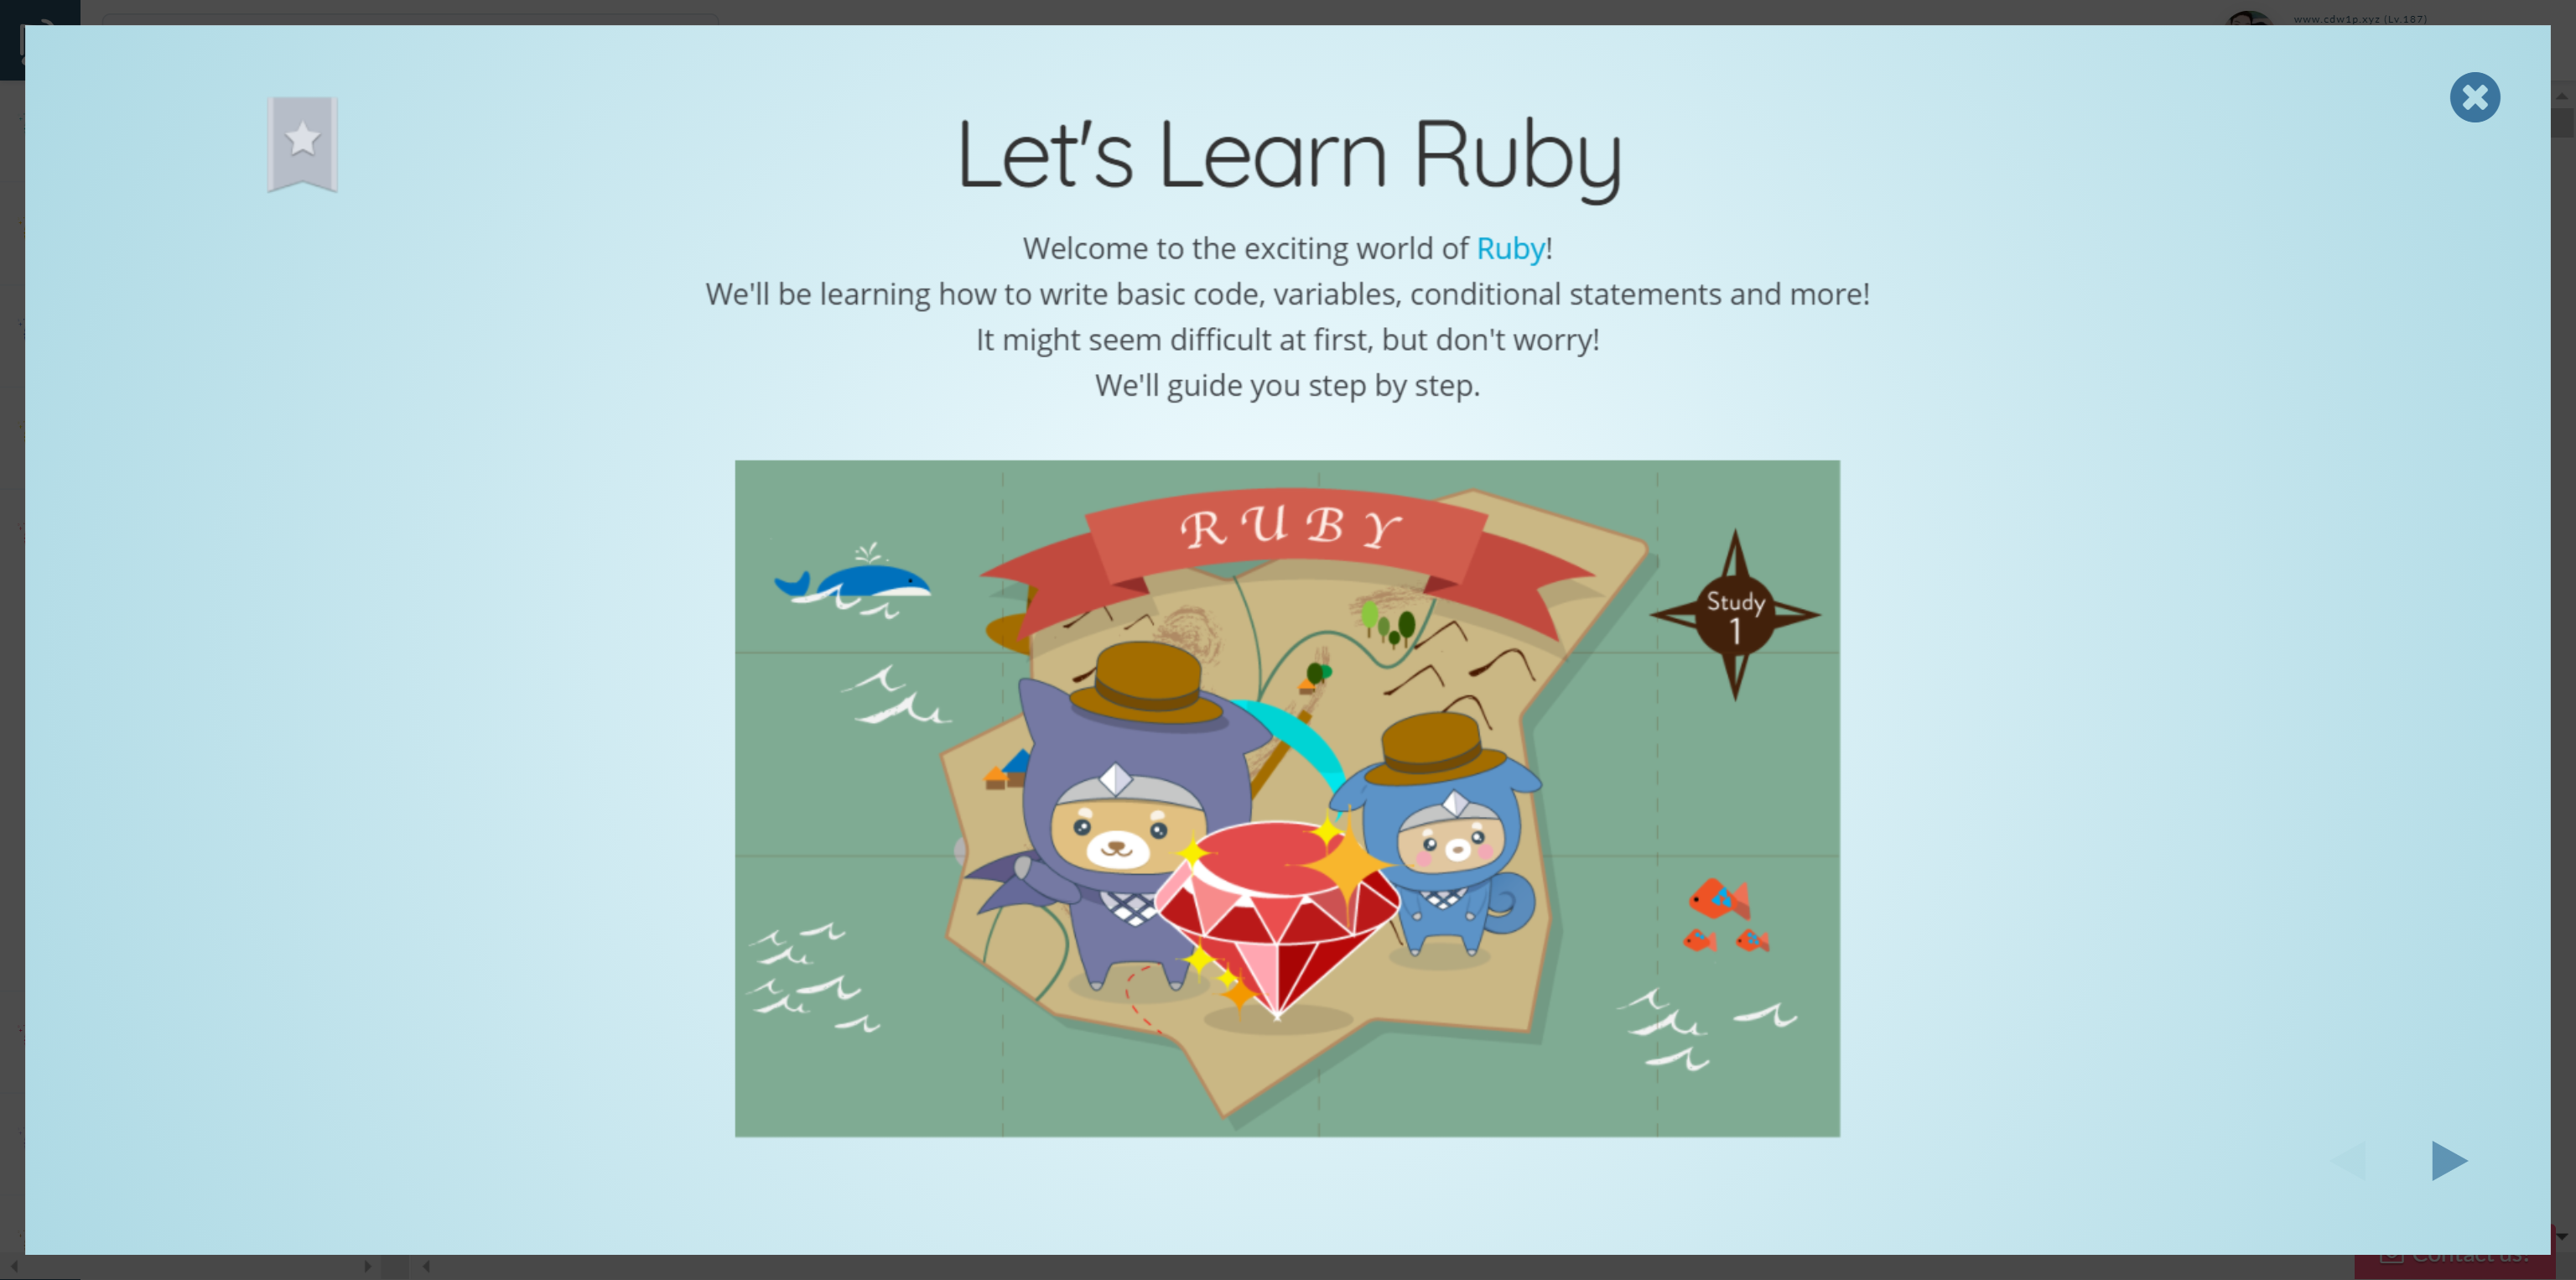 www.cdw1p.xyz (Lv.187)
Let's Learn Ruby
Welcome to the exciting world of Ruby!
We'll be learning how to write basic code, variables, conditional statements and more!
It might seem difficult at first, but don't worry!
We'll guide you step by step.
RUBY
Study
1
Contact us!